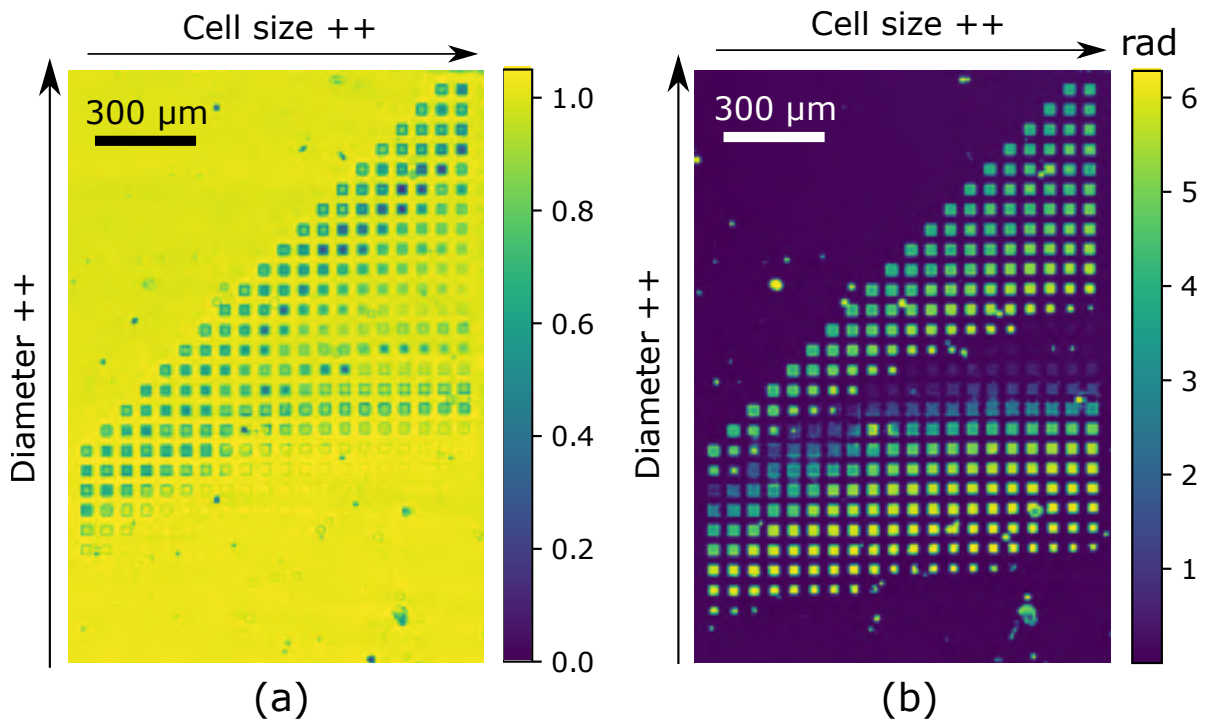 Cell size ++
Diameter ++
300 µm
1.0
0.8
0.6
0.4
0.2
0.0
(a)
Cell size ++
rad
Diameter ++
300 µm
6
5
4
3
2
1
(b)